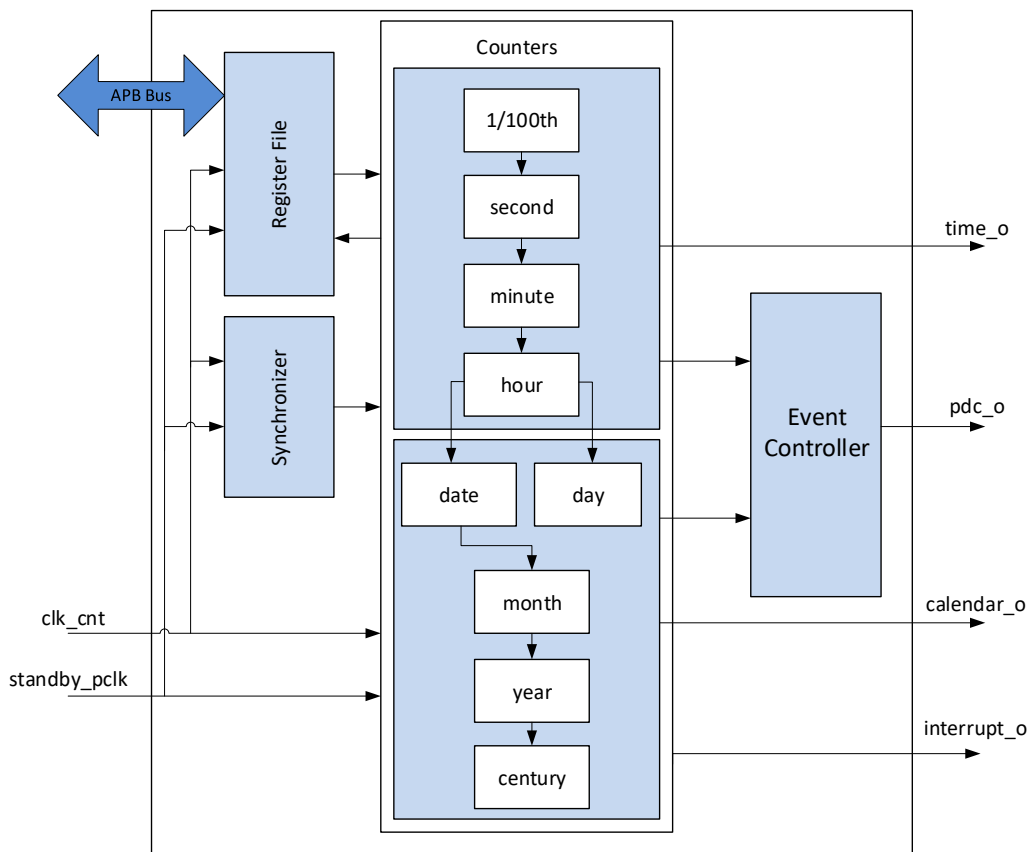 Counters
APB Bus
Register File
1/100th
second
time_o
minute
Synchronizer
hour
Event
Controller
pdc_o
date
day
month
clk_cnt
calendar_o
standby_pclk
year
interrupt_o
century